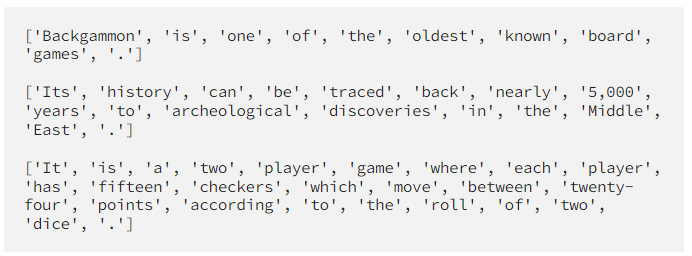 ['Backgammon', 'is', 'one', 'of', 'the', 'oldest', 'known', 'board',
'games', '.']
['Its', 'history', 'can', 'be', 'traced', 'back', 'nearly', '5,000',
'years', 'to', 'archeological', 'discoveries', 'in', 'the', 'Middle',
'East', '.']
['It', 'is', 'a', 'two', 'player', 'game', 'where', 'each', 'player',
'has', 'fifteen', 'checkers', 'which', 'move', 'between', 'twenty-
four', 'points', 'according', 'to', 'the', 'roll', 'of', 'two',
'dice', '.']